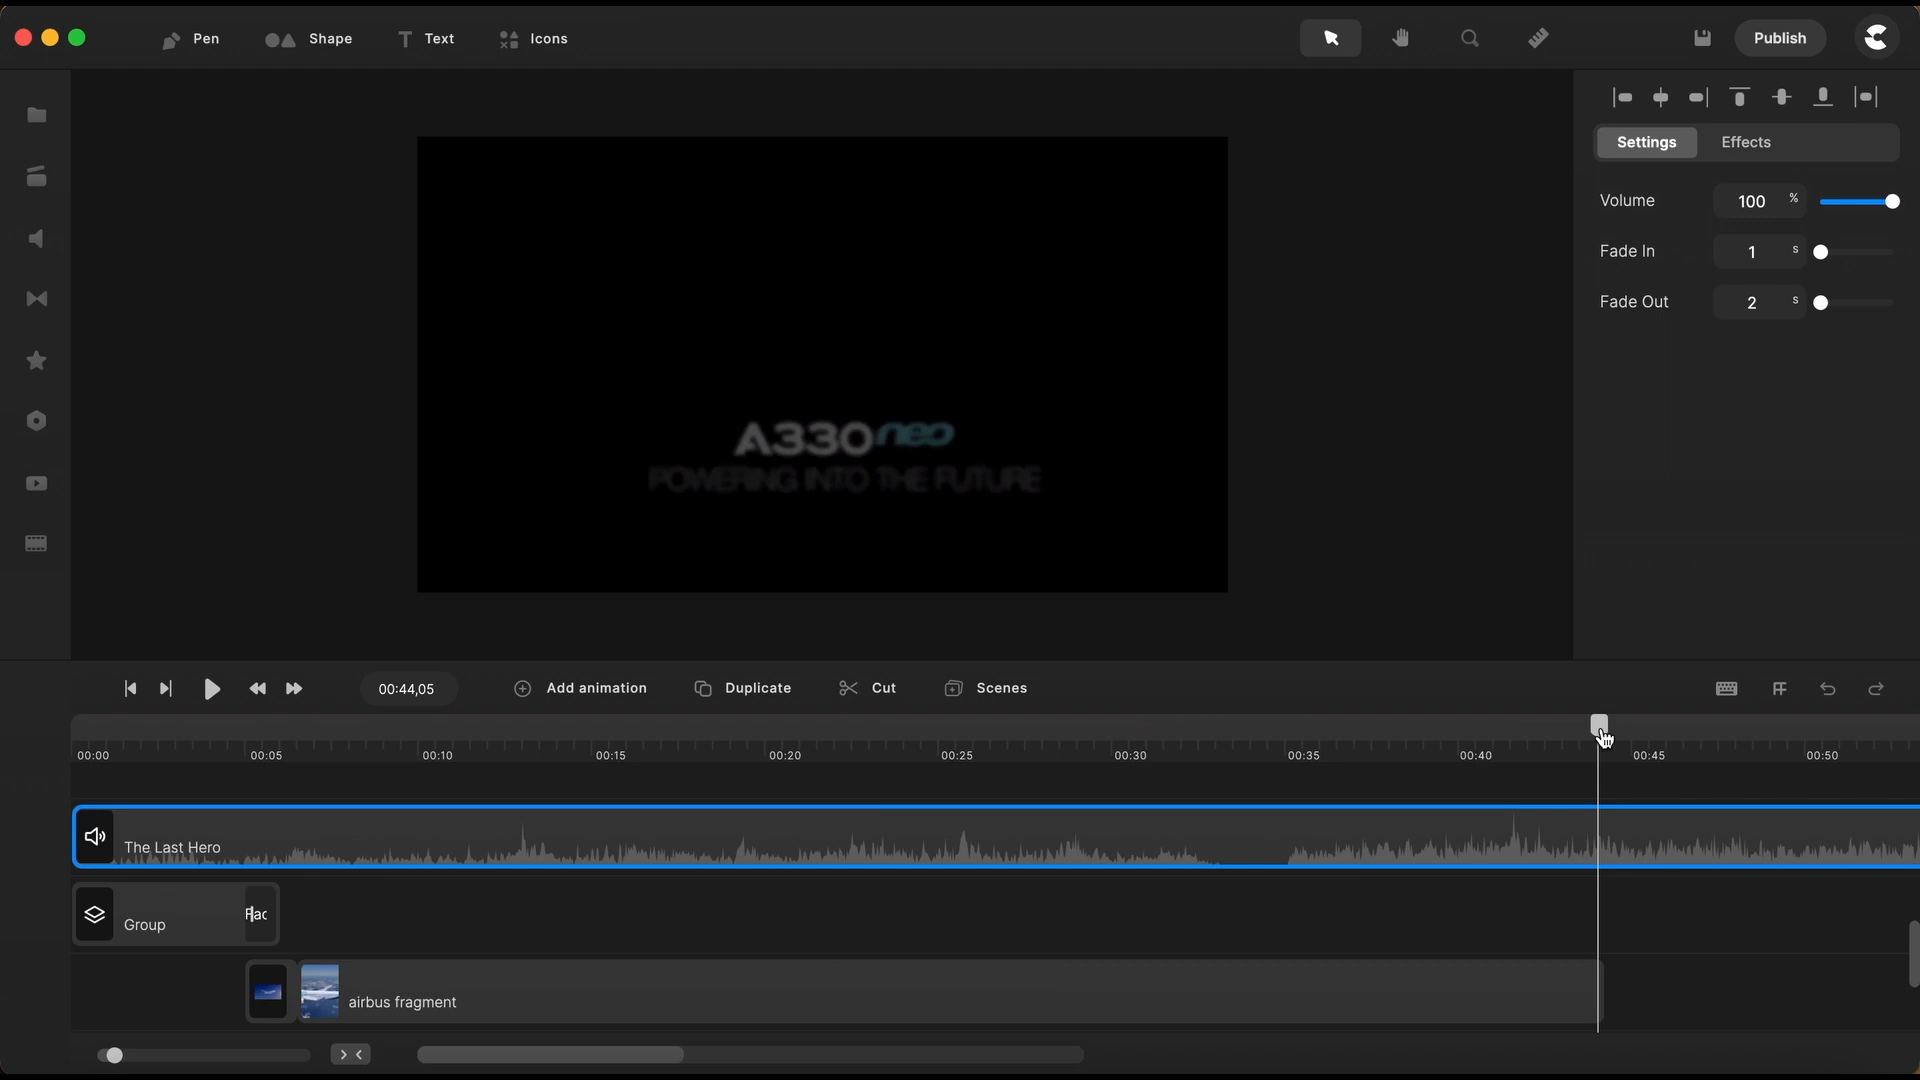 Pen
Shape
Text
Icons
Publish
Settings
Effects
Volume 100 %
Fade In 1 s
Fade Out 2 s
A330neo
POWERING INTO THE FUTURE
00:44,05
Add animation
Duplicate
Cut
Scenes
00:00 00:05 00:10 00:15 00:20 00:25 00:30 00:35 00:40 00:45 00:50
The Last Hero
Group
airbus fragment